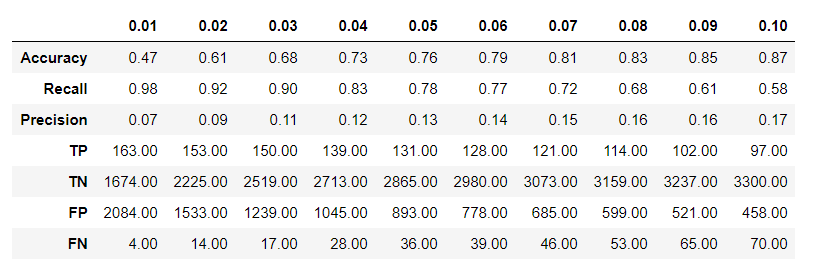 0.01 0.02 0.03 0.04 0.05 0.06 0.07 0.08 0.09 0.10
Accuracy 0.47 0.61 0.68 0.73 0.76 0.79 0.81 0.83 0.85 0.87
Recall 0.98 0.92 0.90 0.83 0.78 0.77 0.72 0.68 0.61 0.58
Precision 0.07 0.09 0.11 0.12 0.13 0.14 0.15 0.16 0.16 0.17
TP 163.00 153.00 150.00 139.00 131.00 128.00 121.00 114.00 102.00 97.00
TN 1674.00 2225.00 2519.00 2713.00 2865.00 2980.00 3073.00 3159.00 3237.00 3300.00
FP 2084.00 1533.00 1239.00 1045.00 893.00 778.00 685.00 599.00 521.00 458.00
FN 4.00 14.00 17.00 28.00 36.00 39.00 46.00 53.00 65.00 70.00